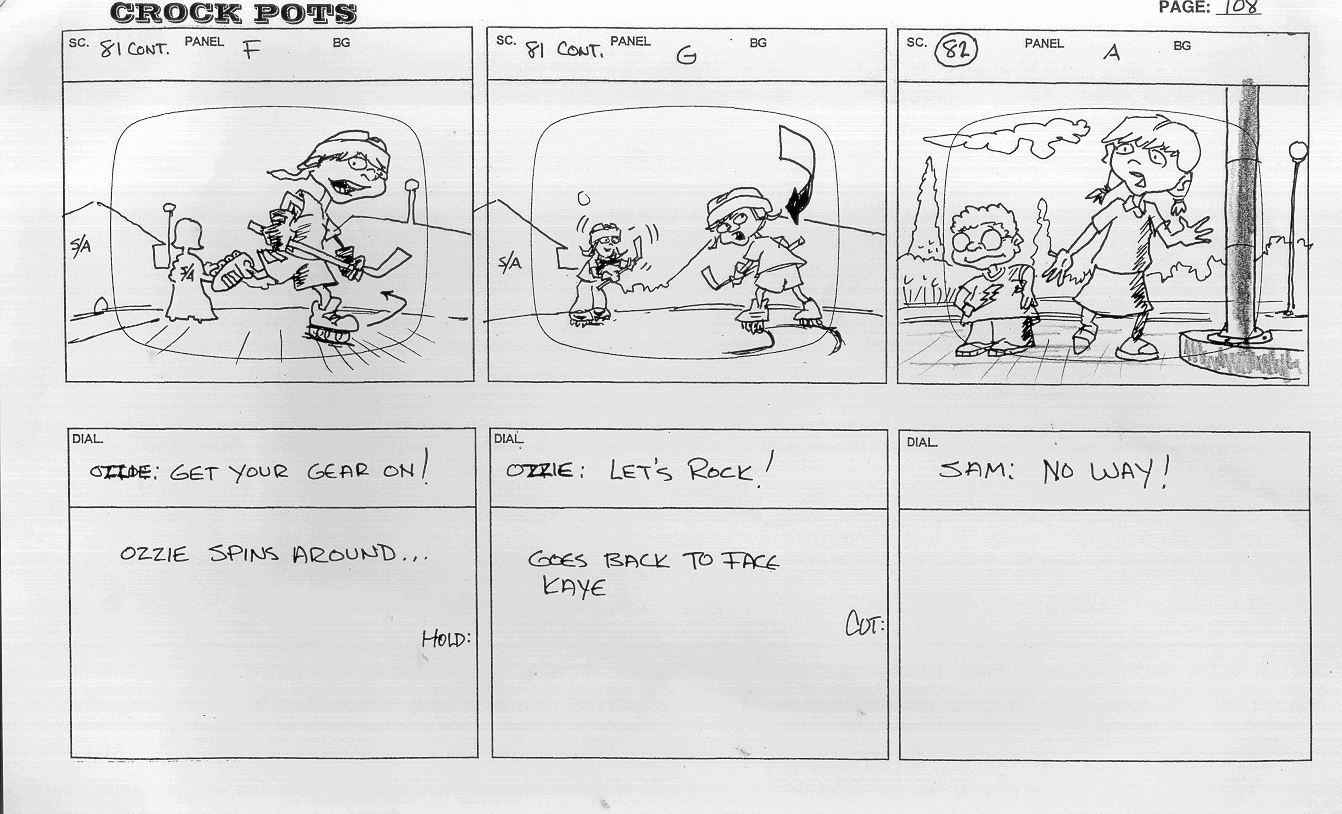 CROCK POTS
PAGE: 108
SC. 81 CONT. PANEL F BG
SC. 81 CONT. PANEL G BG
SC. 82 PANEL A BG
S/A
S/A
S/A
DIAL.
OZZIE: GET YOUR GEAR ON!
OZZIE SPINS AROUND...
HOLD:
DIAL.
OZZIE: LET'S ROCK!
GOES BACK TO FACE
KAYE
CUT:
DIAL.
SAM: NO WAY!